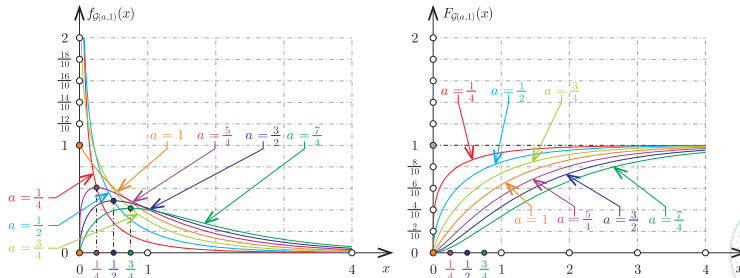 f_{𝒢(a,1)}(x)
2
18/10
16/10
14/10
12/10
1
0
a = 1
a = 5/4
a = 3/2
a = 7/4
a = 1/4
a = 1/2
a = 3/4
0 1/4 1/2 3/4 1 4 x
F_{𝒢(a,1)}(x)
2
1
8/10
6/10
4/10
2/10
0
a = 1/4
a = 1/2
a = 3/4
a = 1
a = 5/4
a = 3/2
a = 7/4
0 1/4 1/2 3/4 1 2 3 4